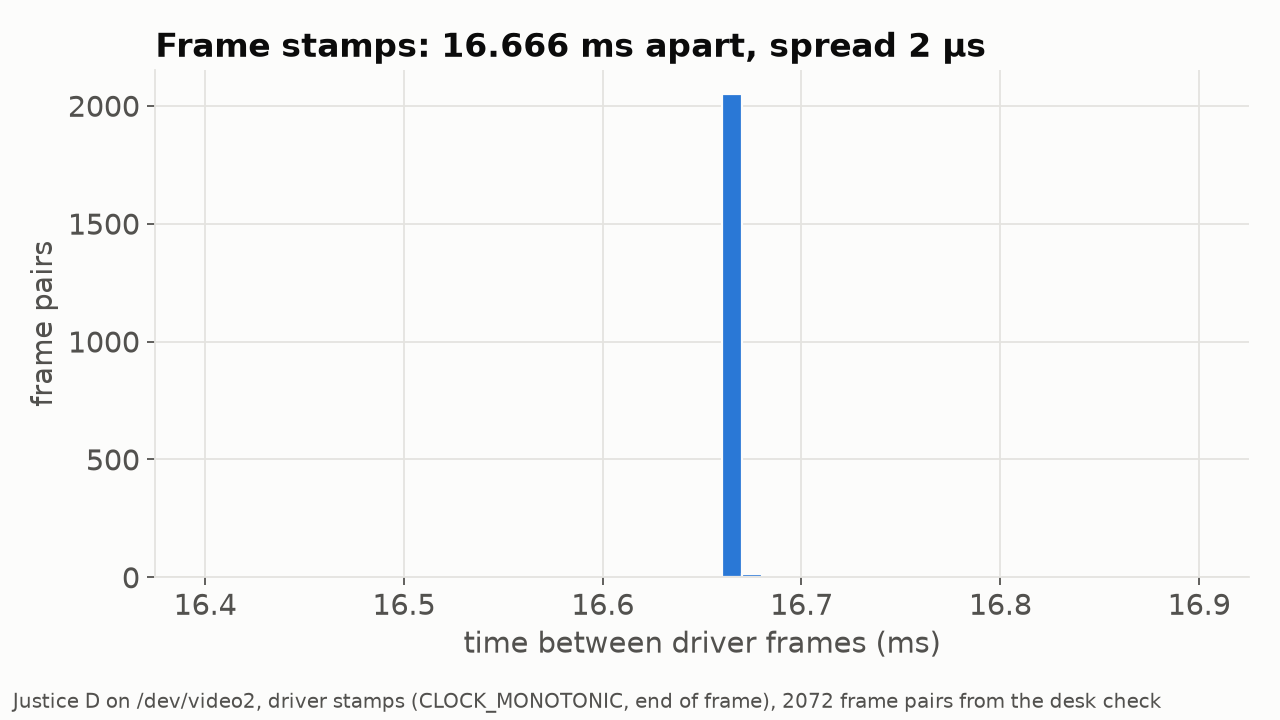 Frame stamps: 16.666 ms apart, spread 2 µs
2000
1500
1000
500
0
frame pairs
16.4 16.5 16.6 16.7 16.8 16.9
time between driver frames (ms)
Justice D on /dev/video2, driver stamps (CLOCK_MONOTONIC, end of frame), 2072 frame pairs from the desk check